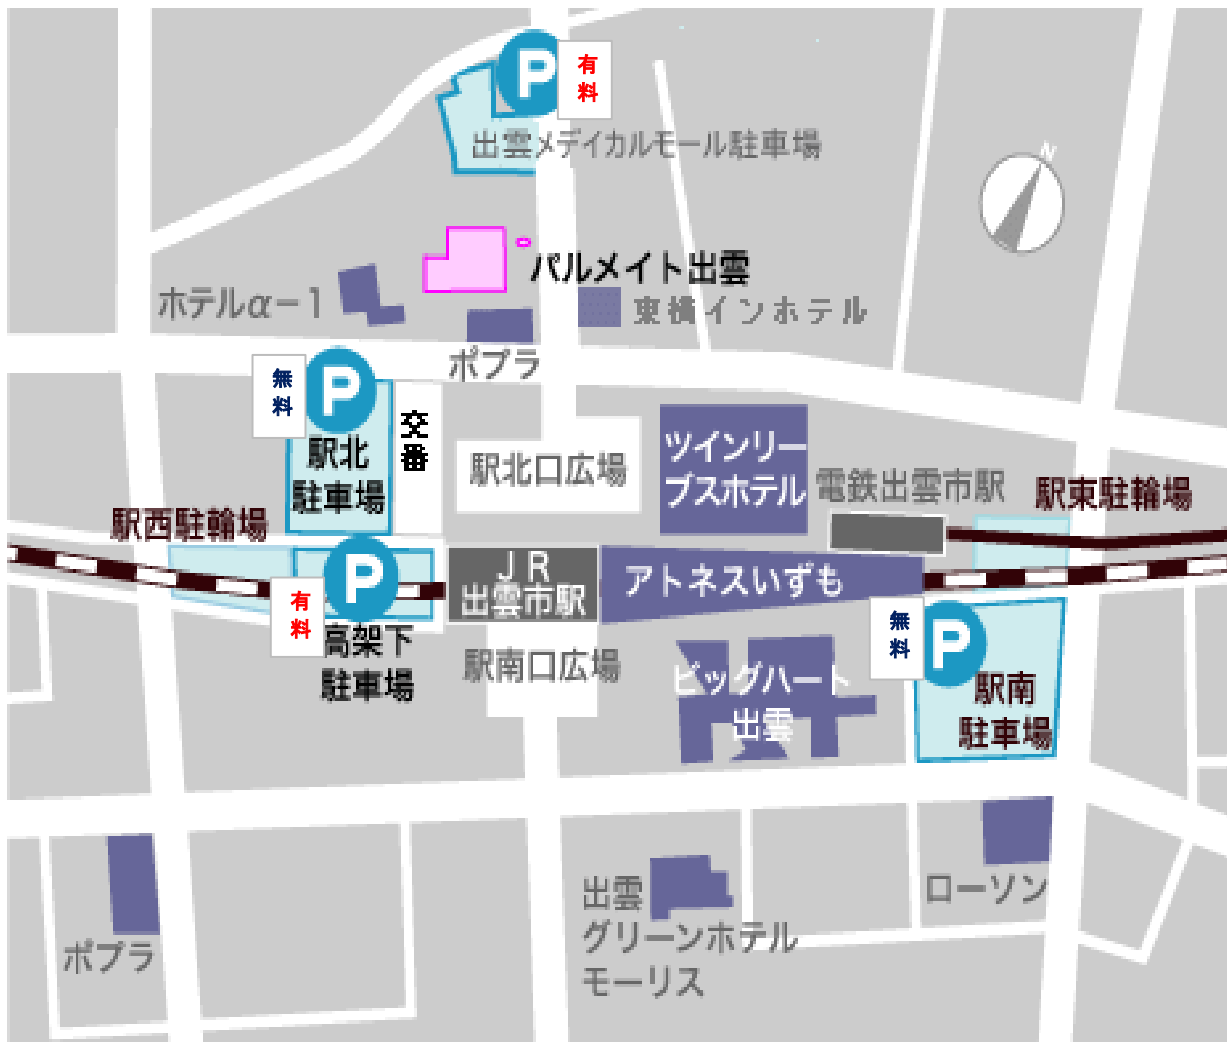 P
有
料
出雲メディカルモール駐車場
N
パルメイト出雲
ホテルα－1
東横インホテル
ポプラ
無
料
P
駅北
駐車場
交
番
駅北口広場
ツインリー
ブスホテル
電鉄出雲市駅
駅東駐輪場
駅西駐輪場
有
料
P
高架下
駐車場
ＪＲ
出雲市駅
アトネスいずも
駅南口広場
ビッグハート
出雲
無
料
P
駅南
駐車場
ポプラ
出雲
グリーンホテル
モーリス
ローソン